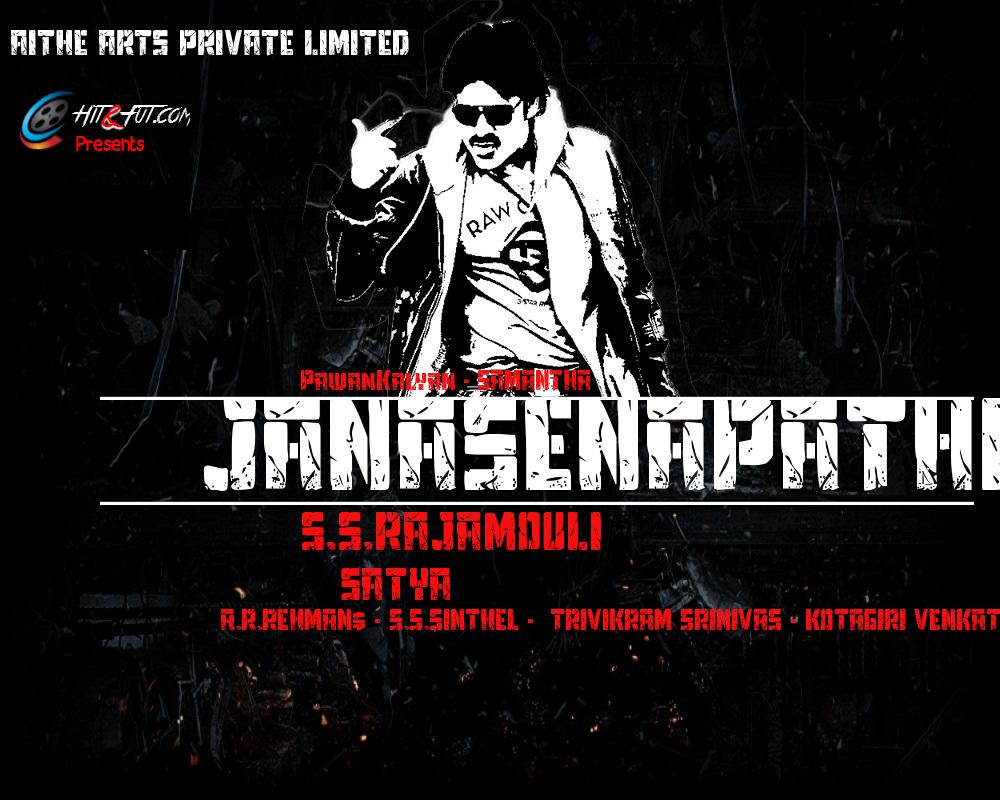 AITHE ARTS PRIVATE LIMITED
HIT&FUT.COM
Presents
RAW
PawanKalyan - SAMANTHA
JANASENAPATHI
S.S.RAJAMOULI
SATYA
A.R.REHMANs - S.S.SINTHEL - TRIVIKRAM SRINIVAS - KOTAGIRI VENKAT